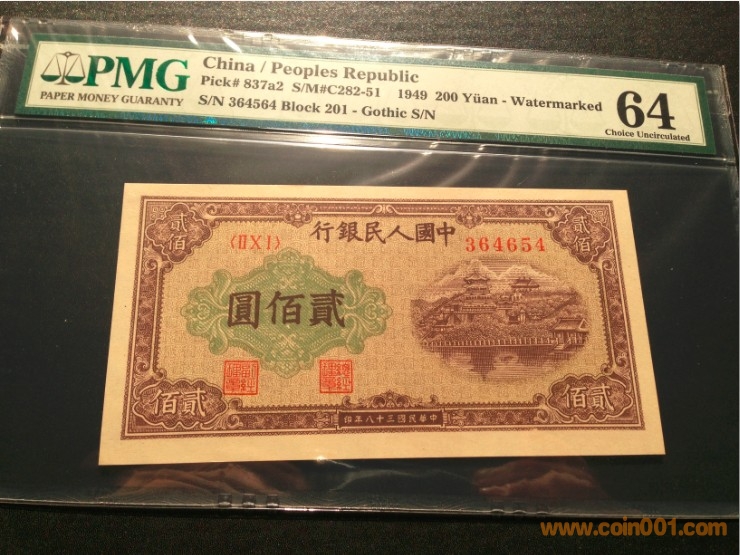 PMG
PAPER MONEY GUARANTY
China / Peoples Republic
Pick# 837a2 S/M#C282-51 1949 200 Yüan - Watermarked
S/N 364564 Block 201 - Gothic S/N
64
Choice Uncirculated
行銀民人國中
〈ⅡX I〉
364654
貳佰
貳佰
圓佰貳
佰貳
佰貳
印年八十三國民華中
www.coin001.com